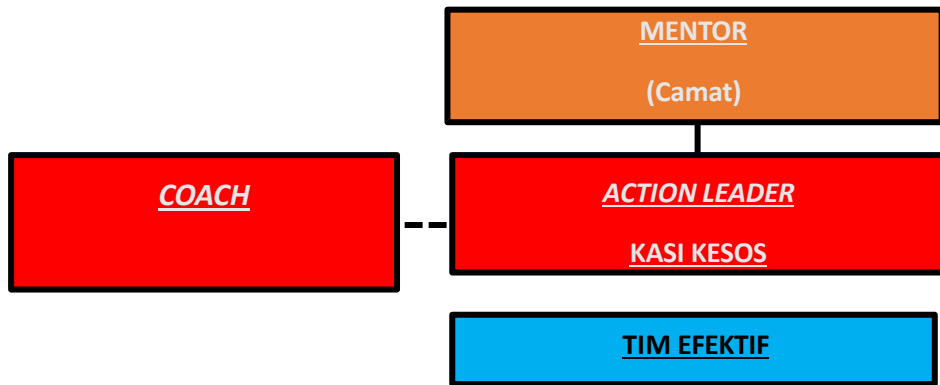 MENTOR
(Camat)
COACH
ACTION LEADER
KASI KESOS
TIM EFEKTIF